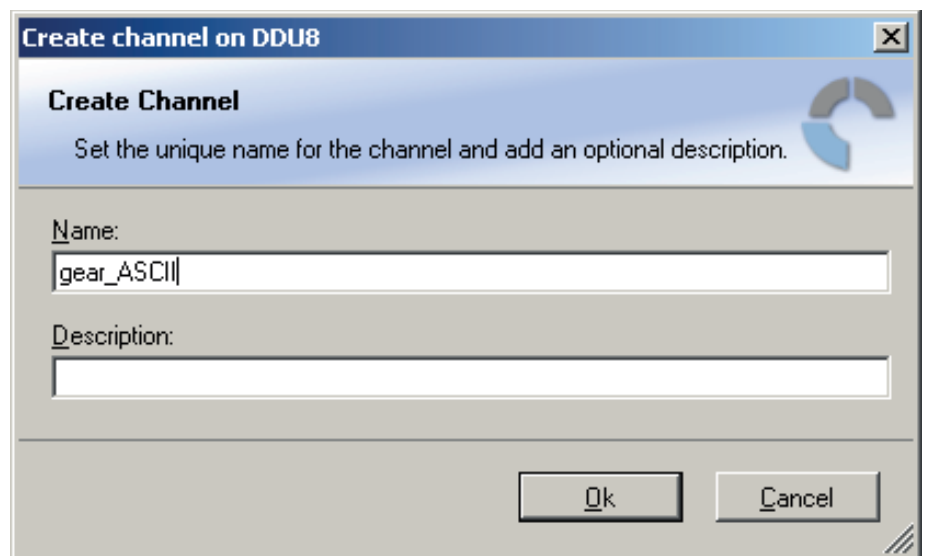 Create channel on DDU8
Create Channel
Set the unique name for the channel and add an optional description.
Name:
gear_ASCII
Description:
Ok
Cancel